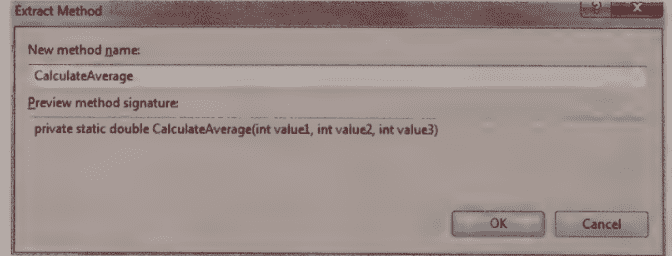 Extract Method
? X
New method name:
CalculateAverage
Preview method signature:
private static double CalculateAverage(int value1, int value2, int value3)
OK Cancel